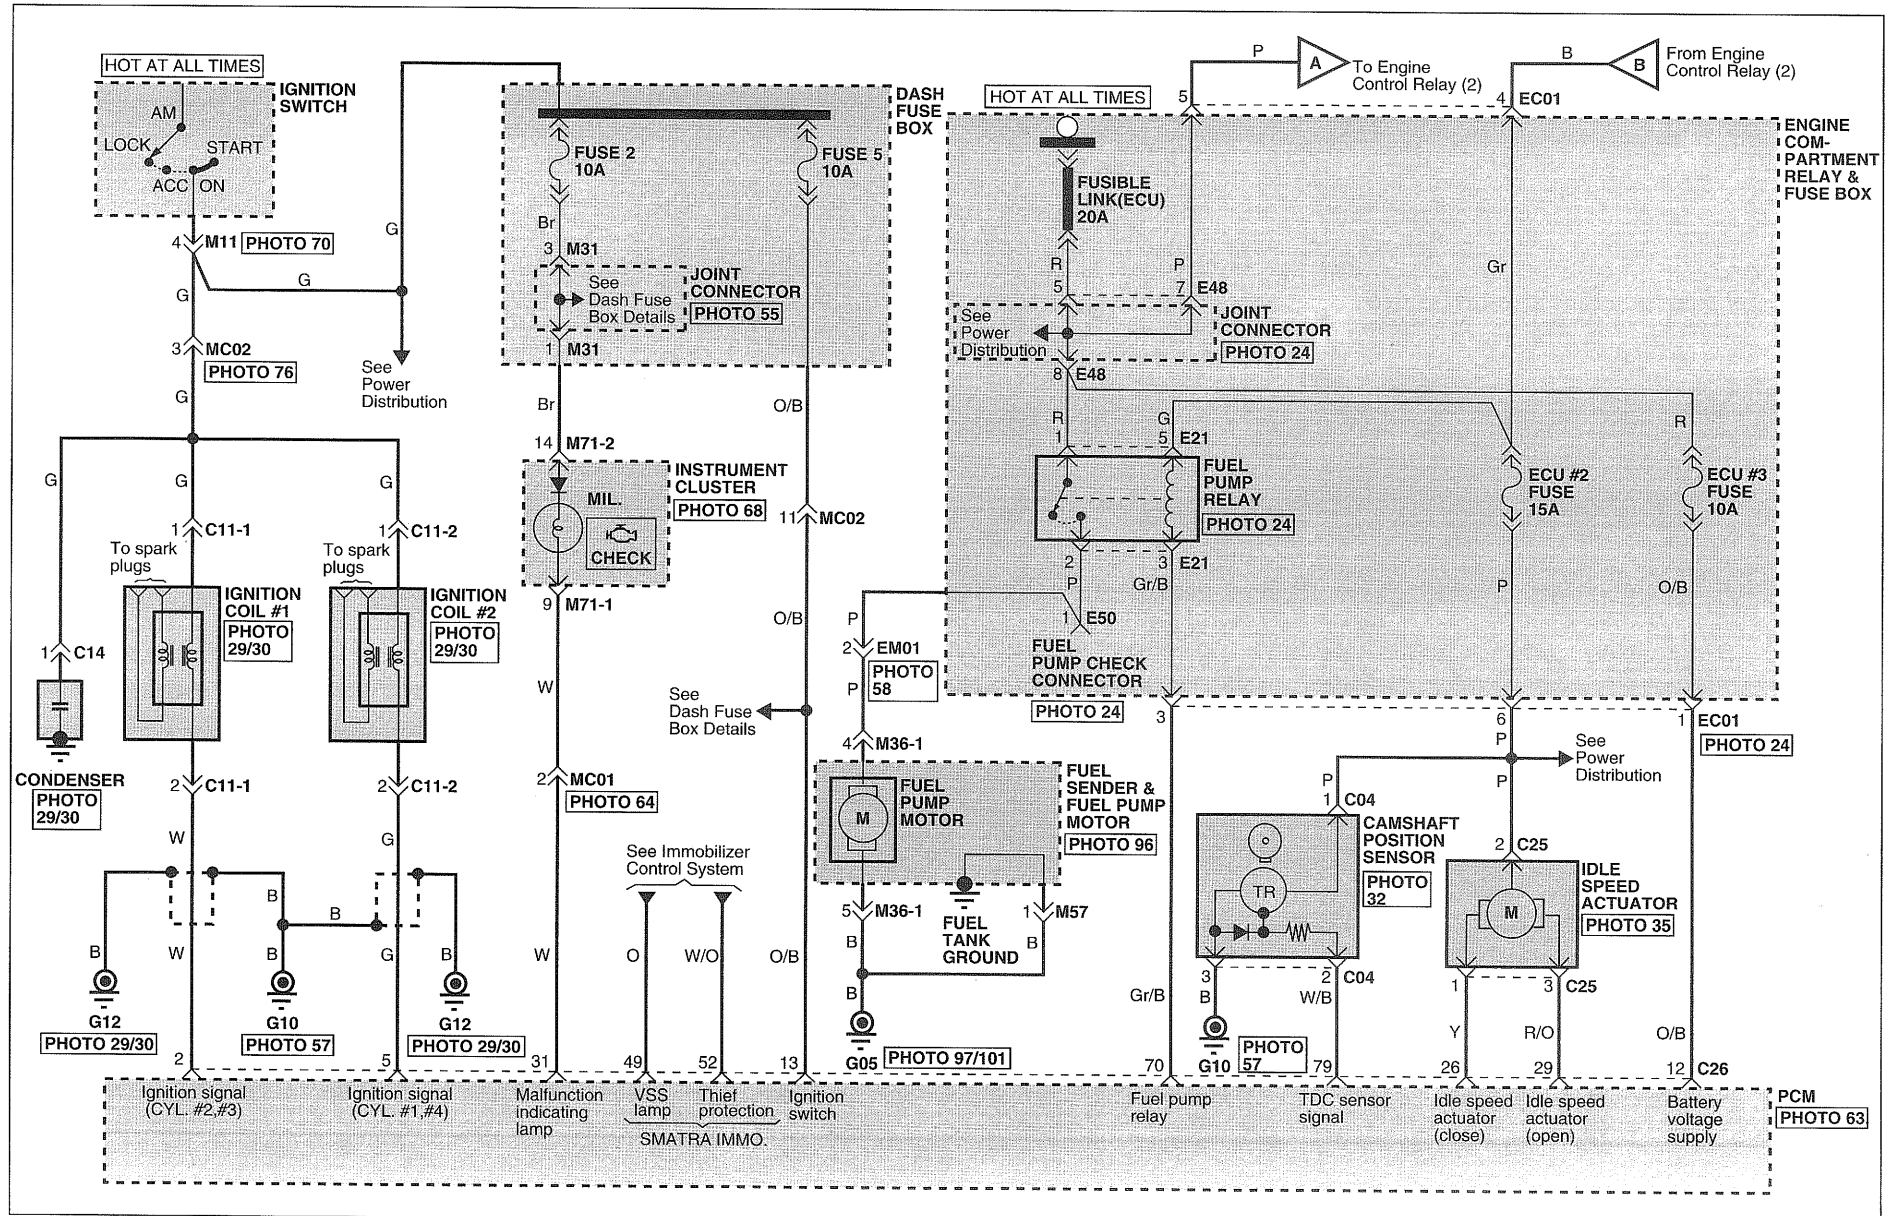 HOT AT ALL TIMES
IGNITION
SWITCH
AM
LOCK
START
ACC
ON
4
M11
PHOTO 70
G
G
G
3
MC02
PHOTO 76
G
See
Power
Distribution
G
G
G
1
C11-1
1
C11-2
To spark
plugs
To spark
plugs
IGNITION
COIL #1
PHOTO
29/30
IGNITION
COIL #2
PHOTO
29/30
1
C14
CONDENSER
PHOTO
29/30
2
C11-1
2
C11-2
W
G
B
B
B
W
B
G
B
G12
PHOTO 29/30
G10
PHOTO 57
G12
PHOTO 29/30
2
5
DASH
FUSE
BOX
FUSE 2
10A
FUSE 5
10A
Br
3
M31
See
Dash Fuse
Box Details
JOINT
CONNECTOR
PHOTO 55
1
M31
Br
O/B
14
M71-2
INSTRUMENT
CLUSTER
PHOTO 68
MIL.
CHECK
11
MC02
9
M71-1
O/B
W
See
Dash Fuse
Box Details
2
MC01
PHOTO 64
See Immobilizer
Control System
W
O
W/O
O/B
31
49
52
13
HOT AT ALL TIMES
P
A
To Engine
Control Relay (2)
B
B
From Engine
Control Relay (2)
5
4
EC01
ENGINE
COM-
PARTMENT
RELAY &
FUSE BOX
FUSIBLE
LINK(ECU)
20A
R
P
Gr
5
7
E48
See
Power
Distribution
JOINT
CONNECTOR
PHOTO 24
8
E48
R
G
R
1
5
E21
FUEL
PUMP
RELAY
PHOTO 24
ECU #2
FUSE
15A
ECU #3
FUSE
10A
2
3
E21
P
Gr/B
P
O/B
1
E50
FUEL
PUMP CHECK
CONNECTOR
PHOTO 24
P
2
EM01
PHOTO
58
P
4
M36-1
FUEL
PUMP
MOTOR
M
FUEL
SENDER &
FUEL PUMP
MOTOR
PHOTO 96
5
M36-1
1
M57
FUEL
TANK
GROUND
B
B
B
G05
PHOTO 97/101
3
6
1
EC01
PHOTO 24
P
See
Power
Distribution
P
P
1
C04
CAMSHAFT
POSITION
SENSOR
PHOTO
32
TR
3
2
C04
B
W/B
G10
PHOTO
57
2
C25
IDLE
SPEED
ACTUATOR
PHOTO 35
M
1
3
C25
Gr/B
Y
R/O
O/B
70
79
26
29
12
C26
Ignition signal
(CYL. #2,#3)
Ignition signal
(CYL. #1,#4)
Malfunction
indicating
lamp
VSS
lamp
Thief
protection
SMATRA IMMO.
Ignition
switch
Fuel pump
relay
TDC sensor
signal
Idle speed
actuator
(close)
Idle speed
actuator
(open)
Battery
voltage
supply
PCM
PHOTO 63